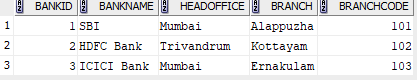 BANKID BANKNAME HEADOFFICE BRANCH BRANCHCODE
1 1 SBI Mumbai Alappuzha 101
2 2 HDFC Bank Trivandrum Kottayam 102
3 3 ICICI Bank Mumbai Ernakulam 103